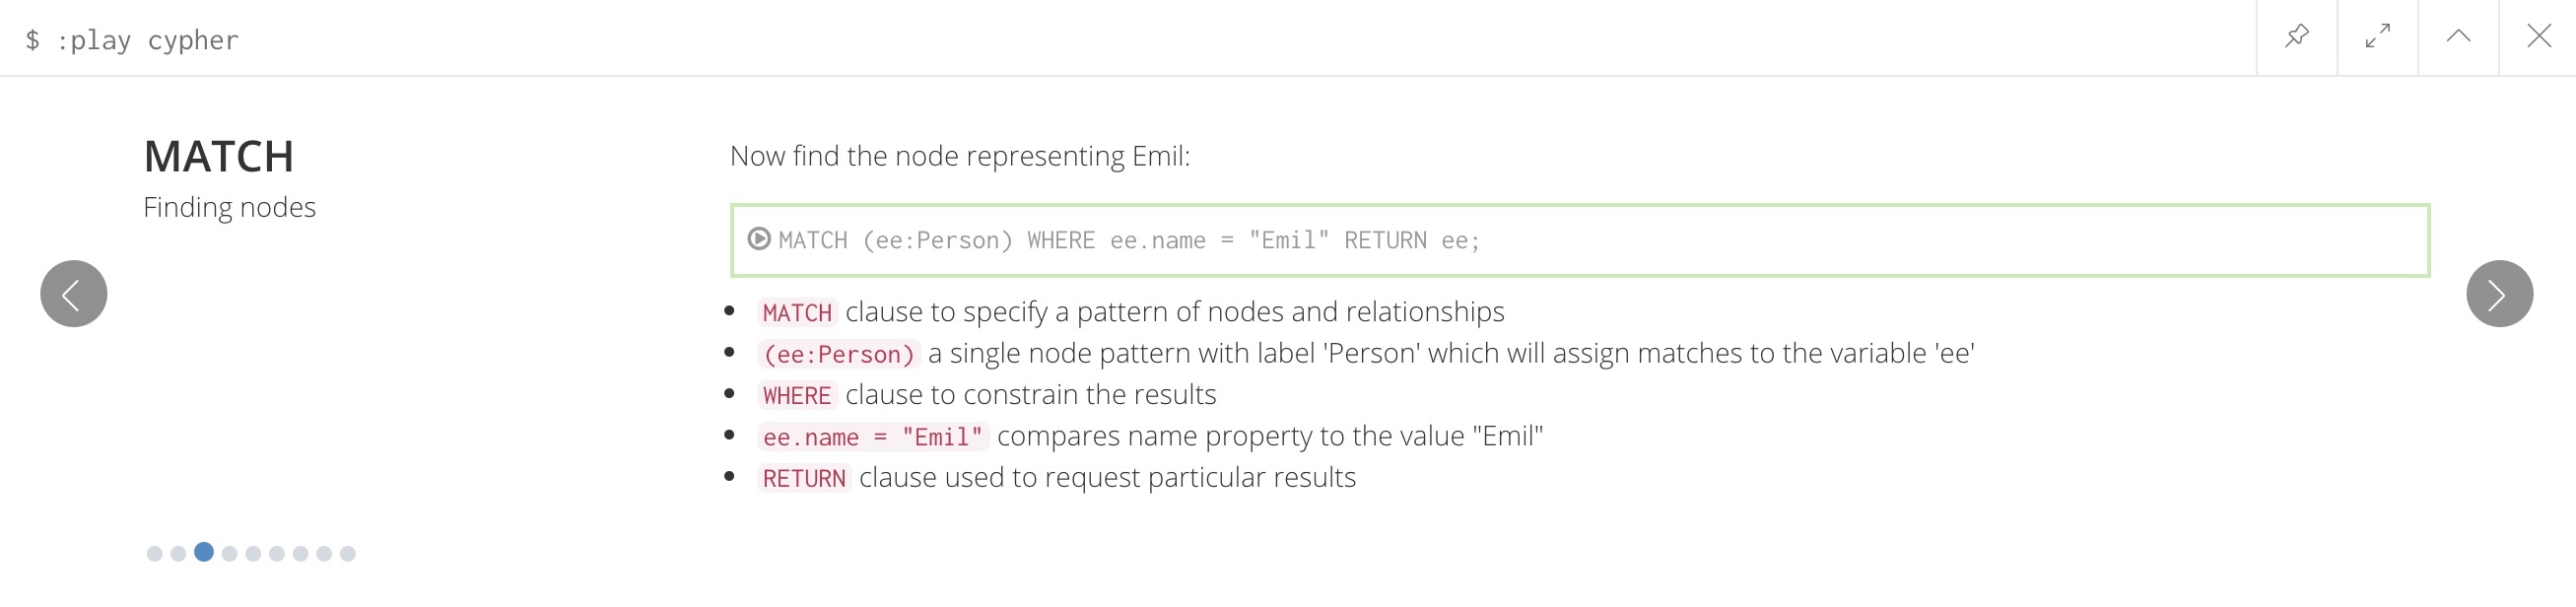 $ :play cypher
MATCH
Finding nodes
Now find the node representing Emil:
MATCH (ee:Person) WHERE ee.name = "Emil" RETURN ee;
MATCH clause to specify a pattern of nodes and relationships
(ee:Person) a single node pattern with label 'Person' which will assign matches to the variable 'ee'
WHERE clause to constrain the results
ee.name = "Emil" compares name property to the value "Emil"
RETURN clause used to request particular results